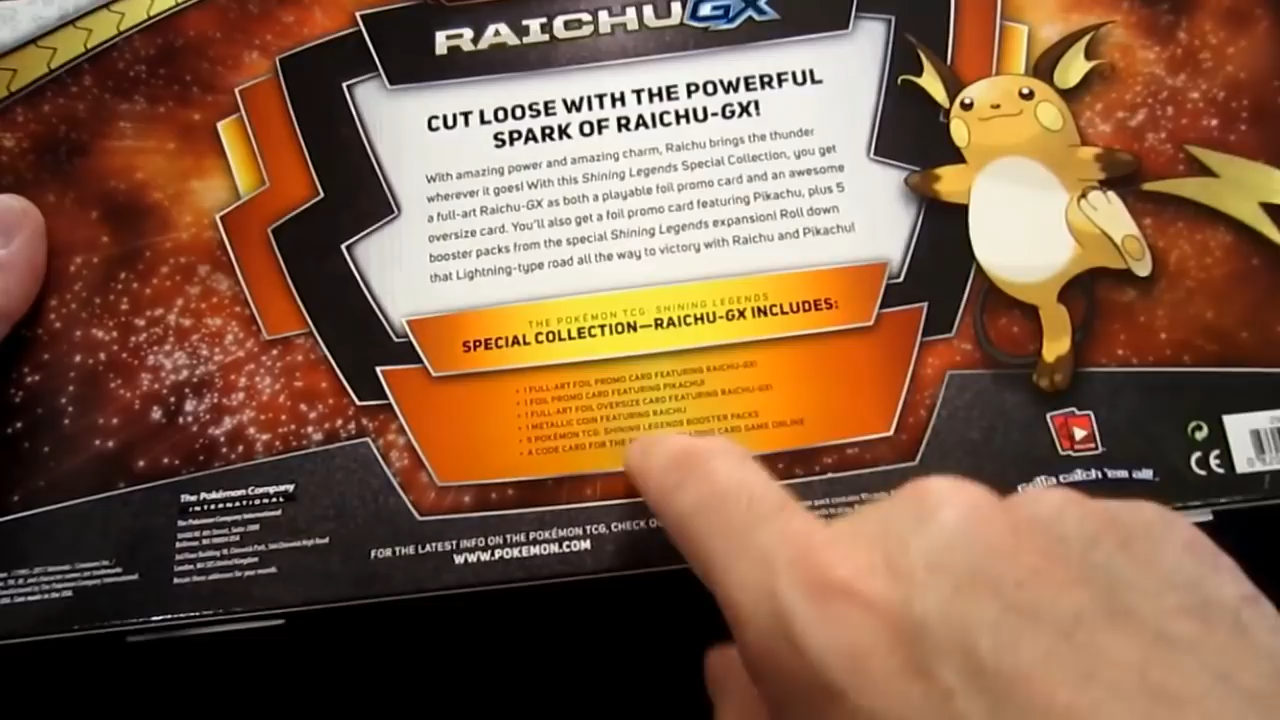 RAICHU GX
CUT LOOSE WITH THE POWERFUL
SPARK OF RAICHU-GX!
With amazing power and amazing charm, Raichu brings the thunder
wherever it goes! With this Shining Legends Special Collection, you get
a full-art Raichu-GX as both a playable foil promo card and an awesome
oversize card. You'll also get a foil promo card featuring Pikachu, plus 5
booster packs from the special Shining Legends expansion! Roll down
that Lightning-type road all the way to victory with Raichu and Pikachu!
THE POKÉMON TCG: SHINING LEGENDS
SPECIAL COLLECTION—RAICHU-GX INCLUDES:
• 1 FULL-ART FOIL PROMO CARD FEATURING RAICHU-GX!
• 1 FOIL PROMO CARD FEATURING PIKACHU!
• 1 FULL-ART FOIL OVERSIZE CARD FEATURING RAICHU-GX!
• 1 METALLIC COIN FEATURING RAICHU
• 5 POKÉMON TCG: SHINING LEGENDS BOOSTER PACKS
• A CODE CARD FOR THE CARD GAME ONLINE
Gotta catch 'em all!
CE
The Pokémon Company
INTERNATIONAL
The Pokémon Company International
FOR THE LATEST INFO ON THE POKÉMON TCG, CHECK
WWW.POKEMON.COM